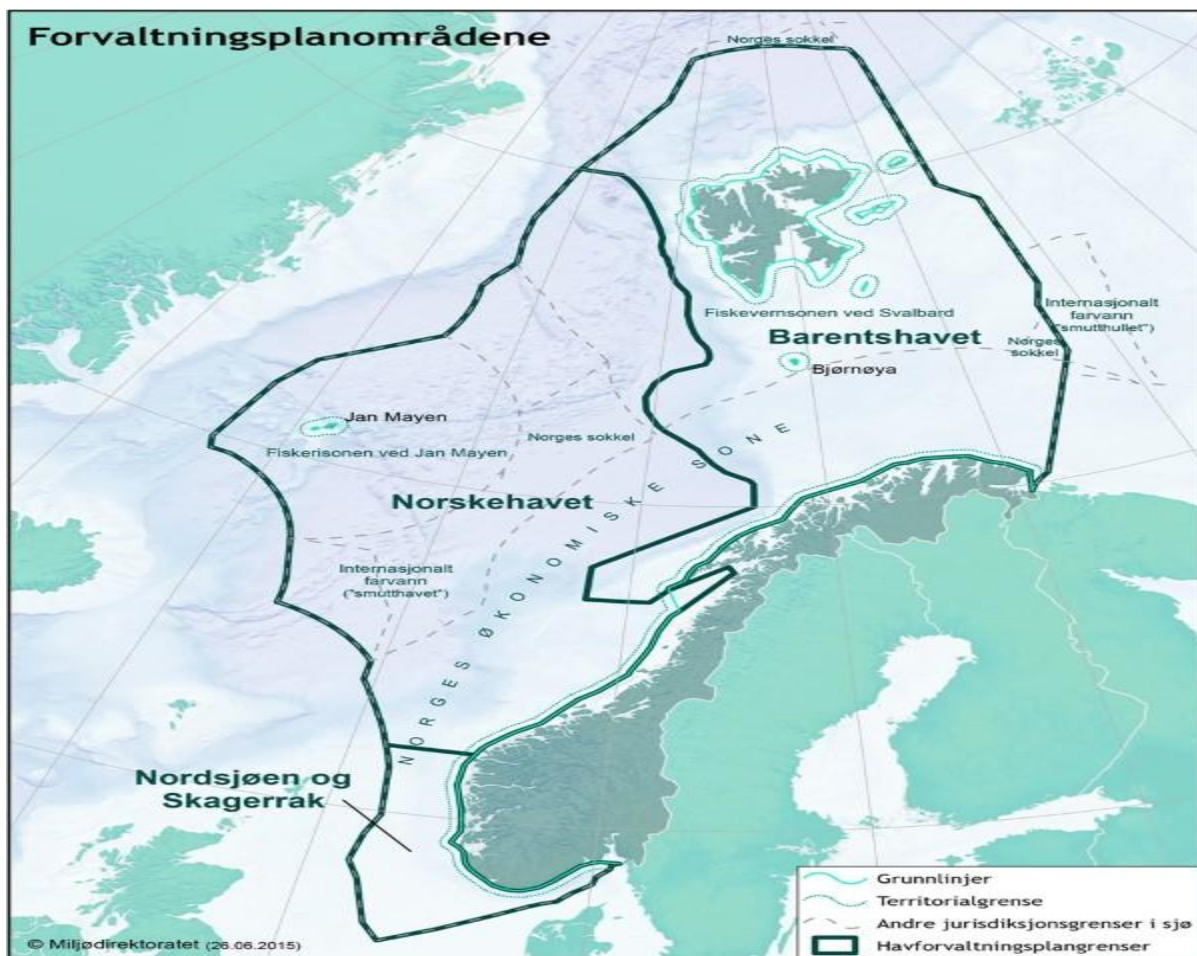 Forvaltningsplanområdene
Norges sokkel
Internasjonalt
farvann
("smutthullet")
Fiskevernsonen ved Svalbard
Barentshavet
Norges
sokkel
Bjørnøya
Jan Mayen
Fiskerisonen ved Jan Mayen
Norges sokkel
Norskehavet
NORGES ØKONOMISKE SONE
Internasjonalt
farvann
("smutthavet")
Nordsjøen og
Skagerrak
Grunnlinjer
Territorialgrense
Andre jurisdiksjonsgrenser i sjø
Havforvaltningsplangrenser
© Miljødirektoratet (26.06.2015)